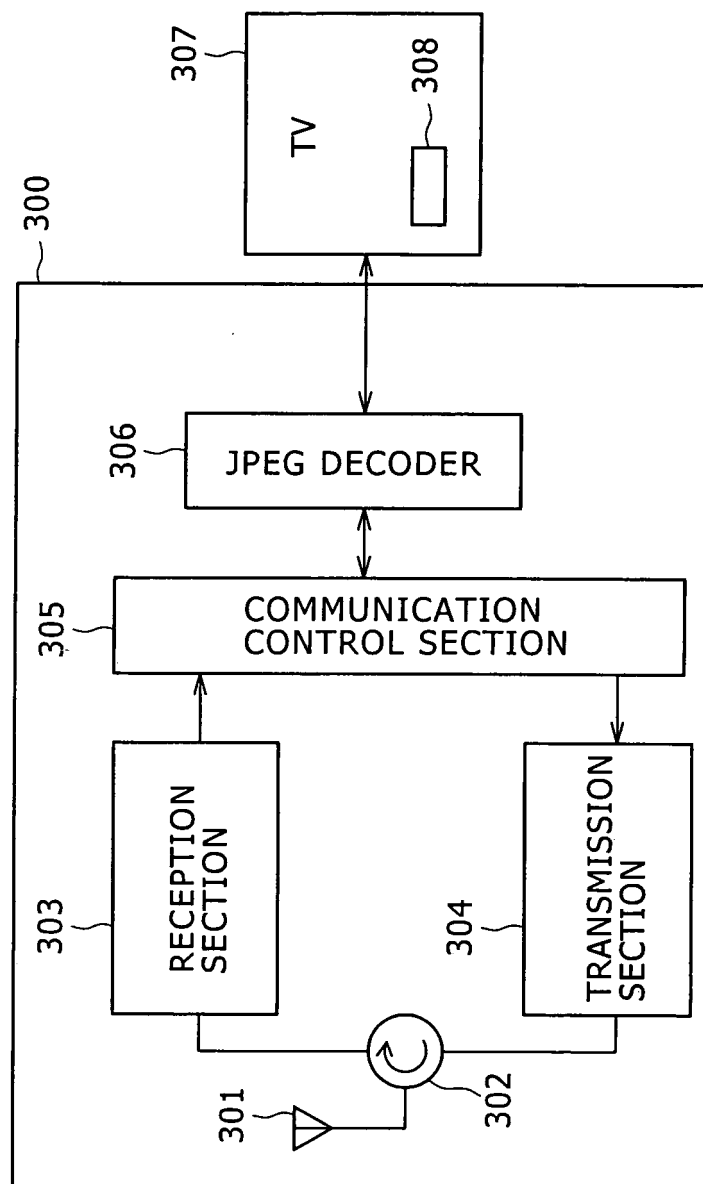 300
301
302
303
RECEPTION
SECTION
304
TRANSMISSION
SECTION
305
COMMUNICATION
CONTROL SECTION
306
JPEG DECODER
307
TV
308